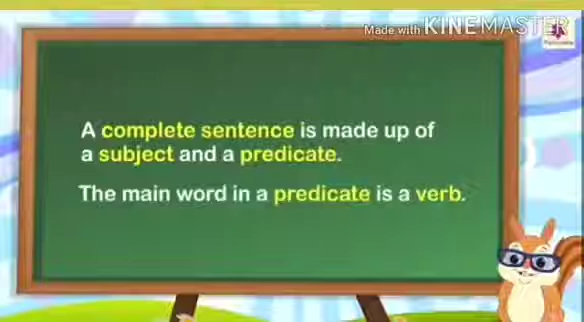 Made with KINEMASTER
A complete sentence is made up of
a subject and a predicate.
The main word in a predicate is a verb.